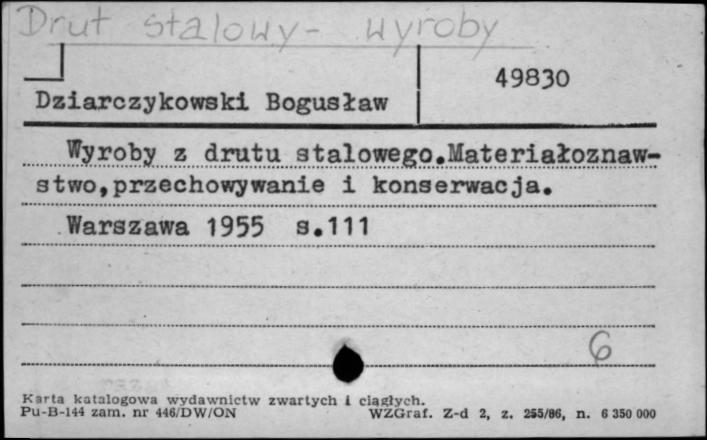 Drut stalowy - wyroby
49830
Dziarczykowski Bogusław
Wyroby z drutu stalowego.Materiałoznaw-
stwo,przechowywanie i konserwacja.
Warszawa 1955 s.111
6
Karta katalogowa wydawnictw zwartych i ciągłych.
Pu-B-144 zam. nr 446/DW/ON WZGraf. Z-d 2, z. 255/86, n. 6 350 000